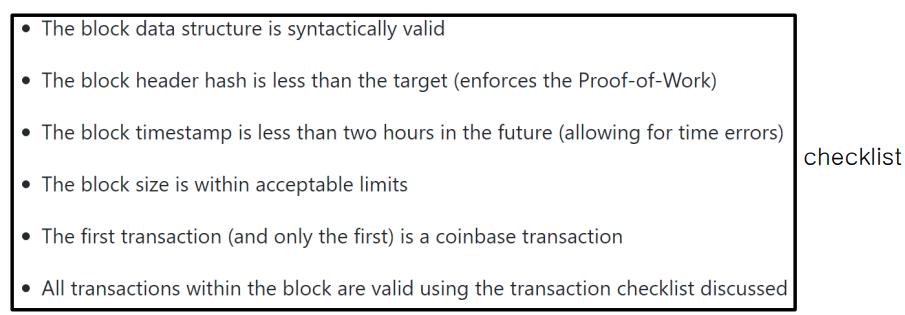 • The block data structure is syntactically valid
• The block header hash is less than the target (enforces the Proof-of-Work)
• The block timestamp is less than two hours in the future (allowing for time errors)
checklist
• The block size is within acceptable limits
• The first transaction (and only the first) is a coinbase transaction
• All transactions within the block are valid using the transaction checklist discussed